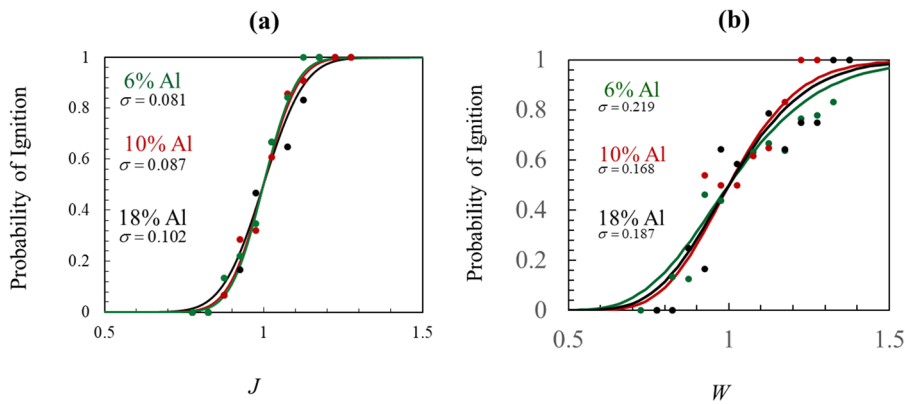 (a)
Probability of Ignition
1
0.8
0.6
0.4
0.2
0
6% Al
σ = 0.081
10% Al
σ = 0.087
18% Al
σ = 0.102
0.5
1
1.5
J
(b)
Probability of Ignition
1
0.8
0.6
0.4
0.2
0
6% Al
σ = 0.219
10% Al
σ = 0.168
18% Al
σ = 0.187
0.5
1
1.5
W